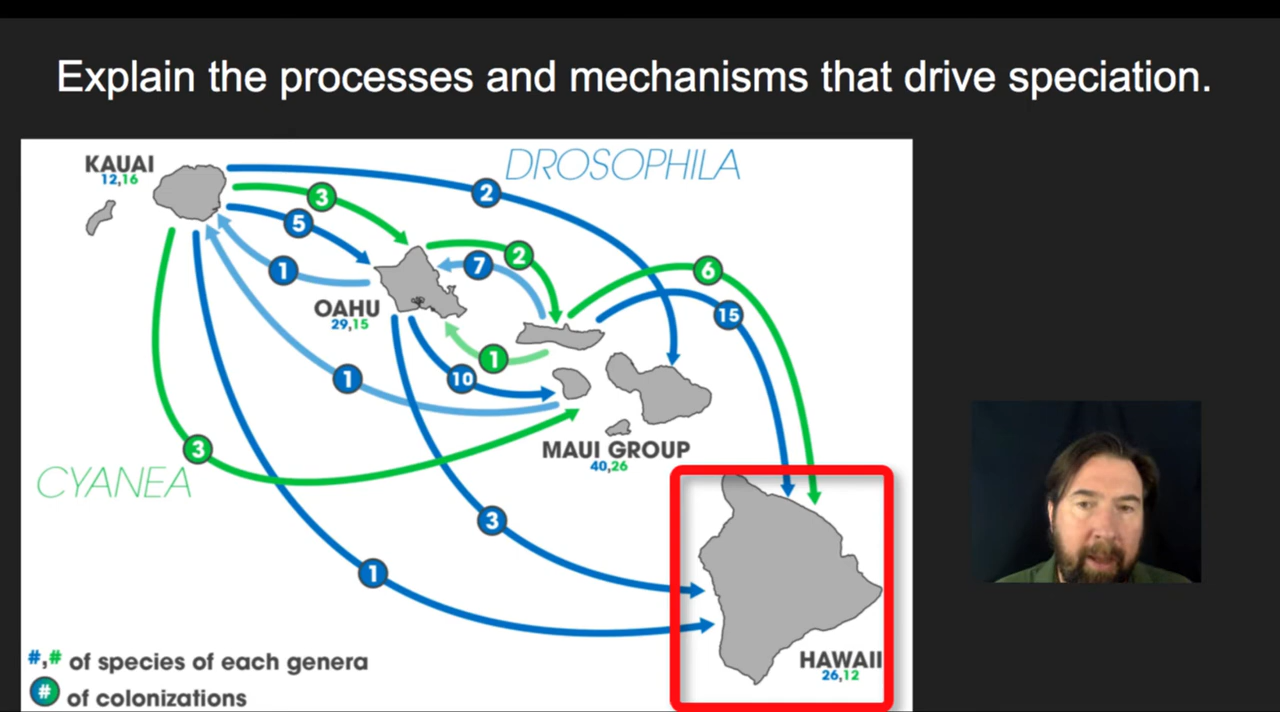 Explain the processes and mechanisms that drive speciation.
DROSOPHILA
KAUAI
12,16
2
3
5
2
7
6
1
OAHU
29,15
15
1
1
10
MAUI GROUP
40,26
3
CYANEA
3
1
HAWAII
26,12
#,# of species of each genera
# of colonizations